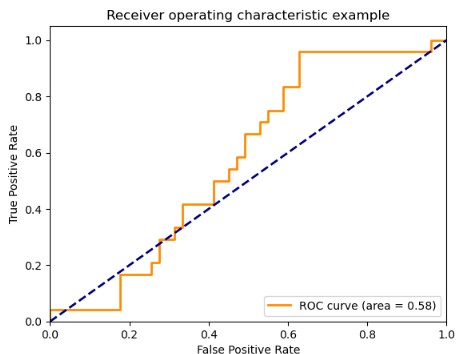 Receiver operating characteristic example
1.0
0.8
0.6
0.4
0.2
0.0
True Positive Rate
ROC curve (area = 0.58)
0.0 0.2 0.4 0.6 0.8 1.0
False Positive Rate